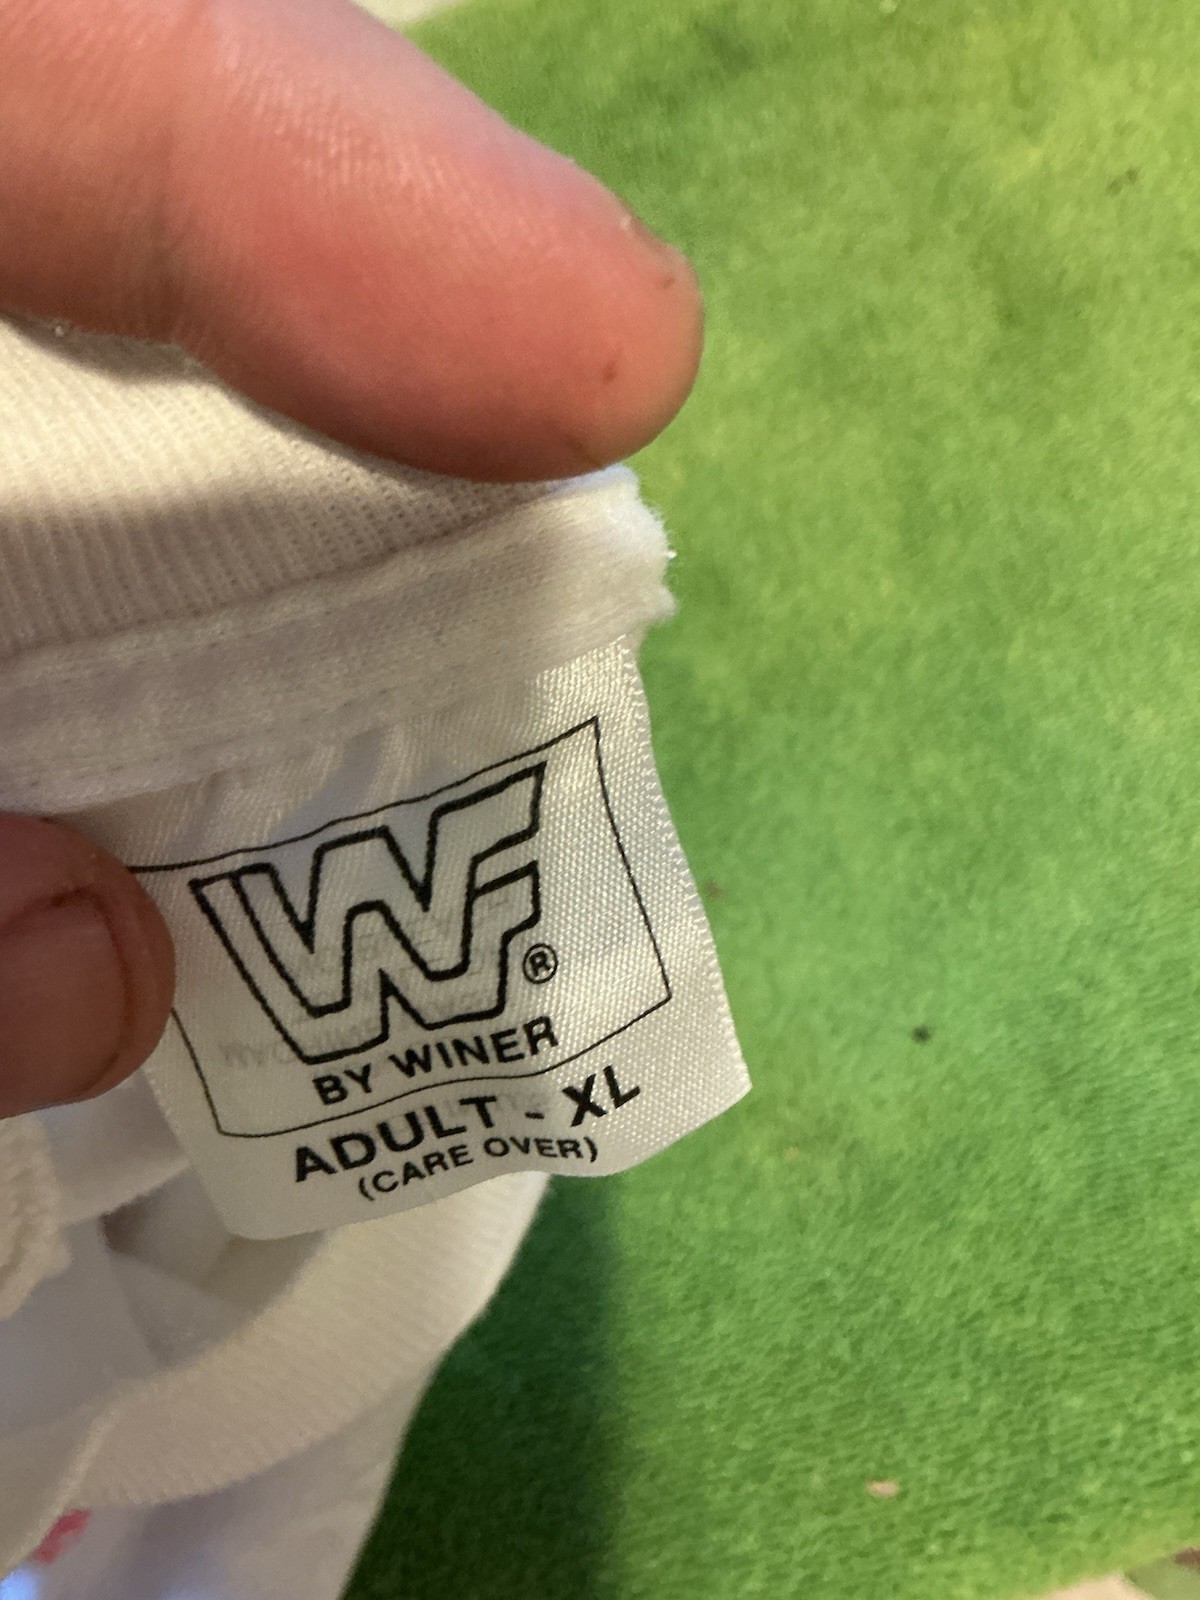 WF
®
BY WINER
ADULT - XL
(CARE OVER)